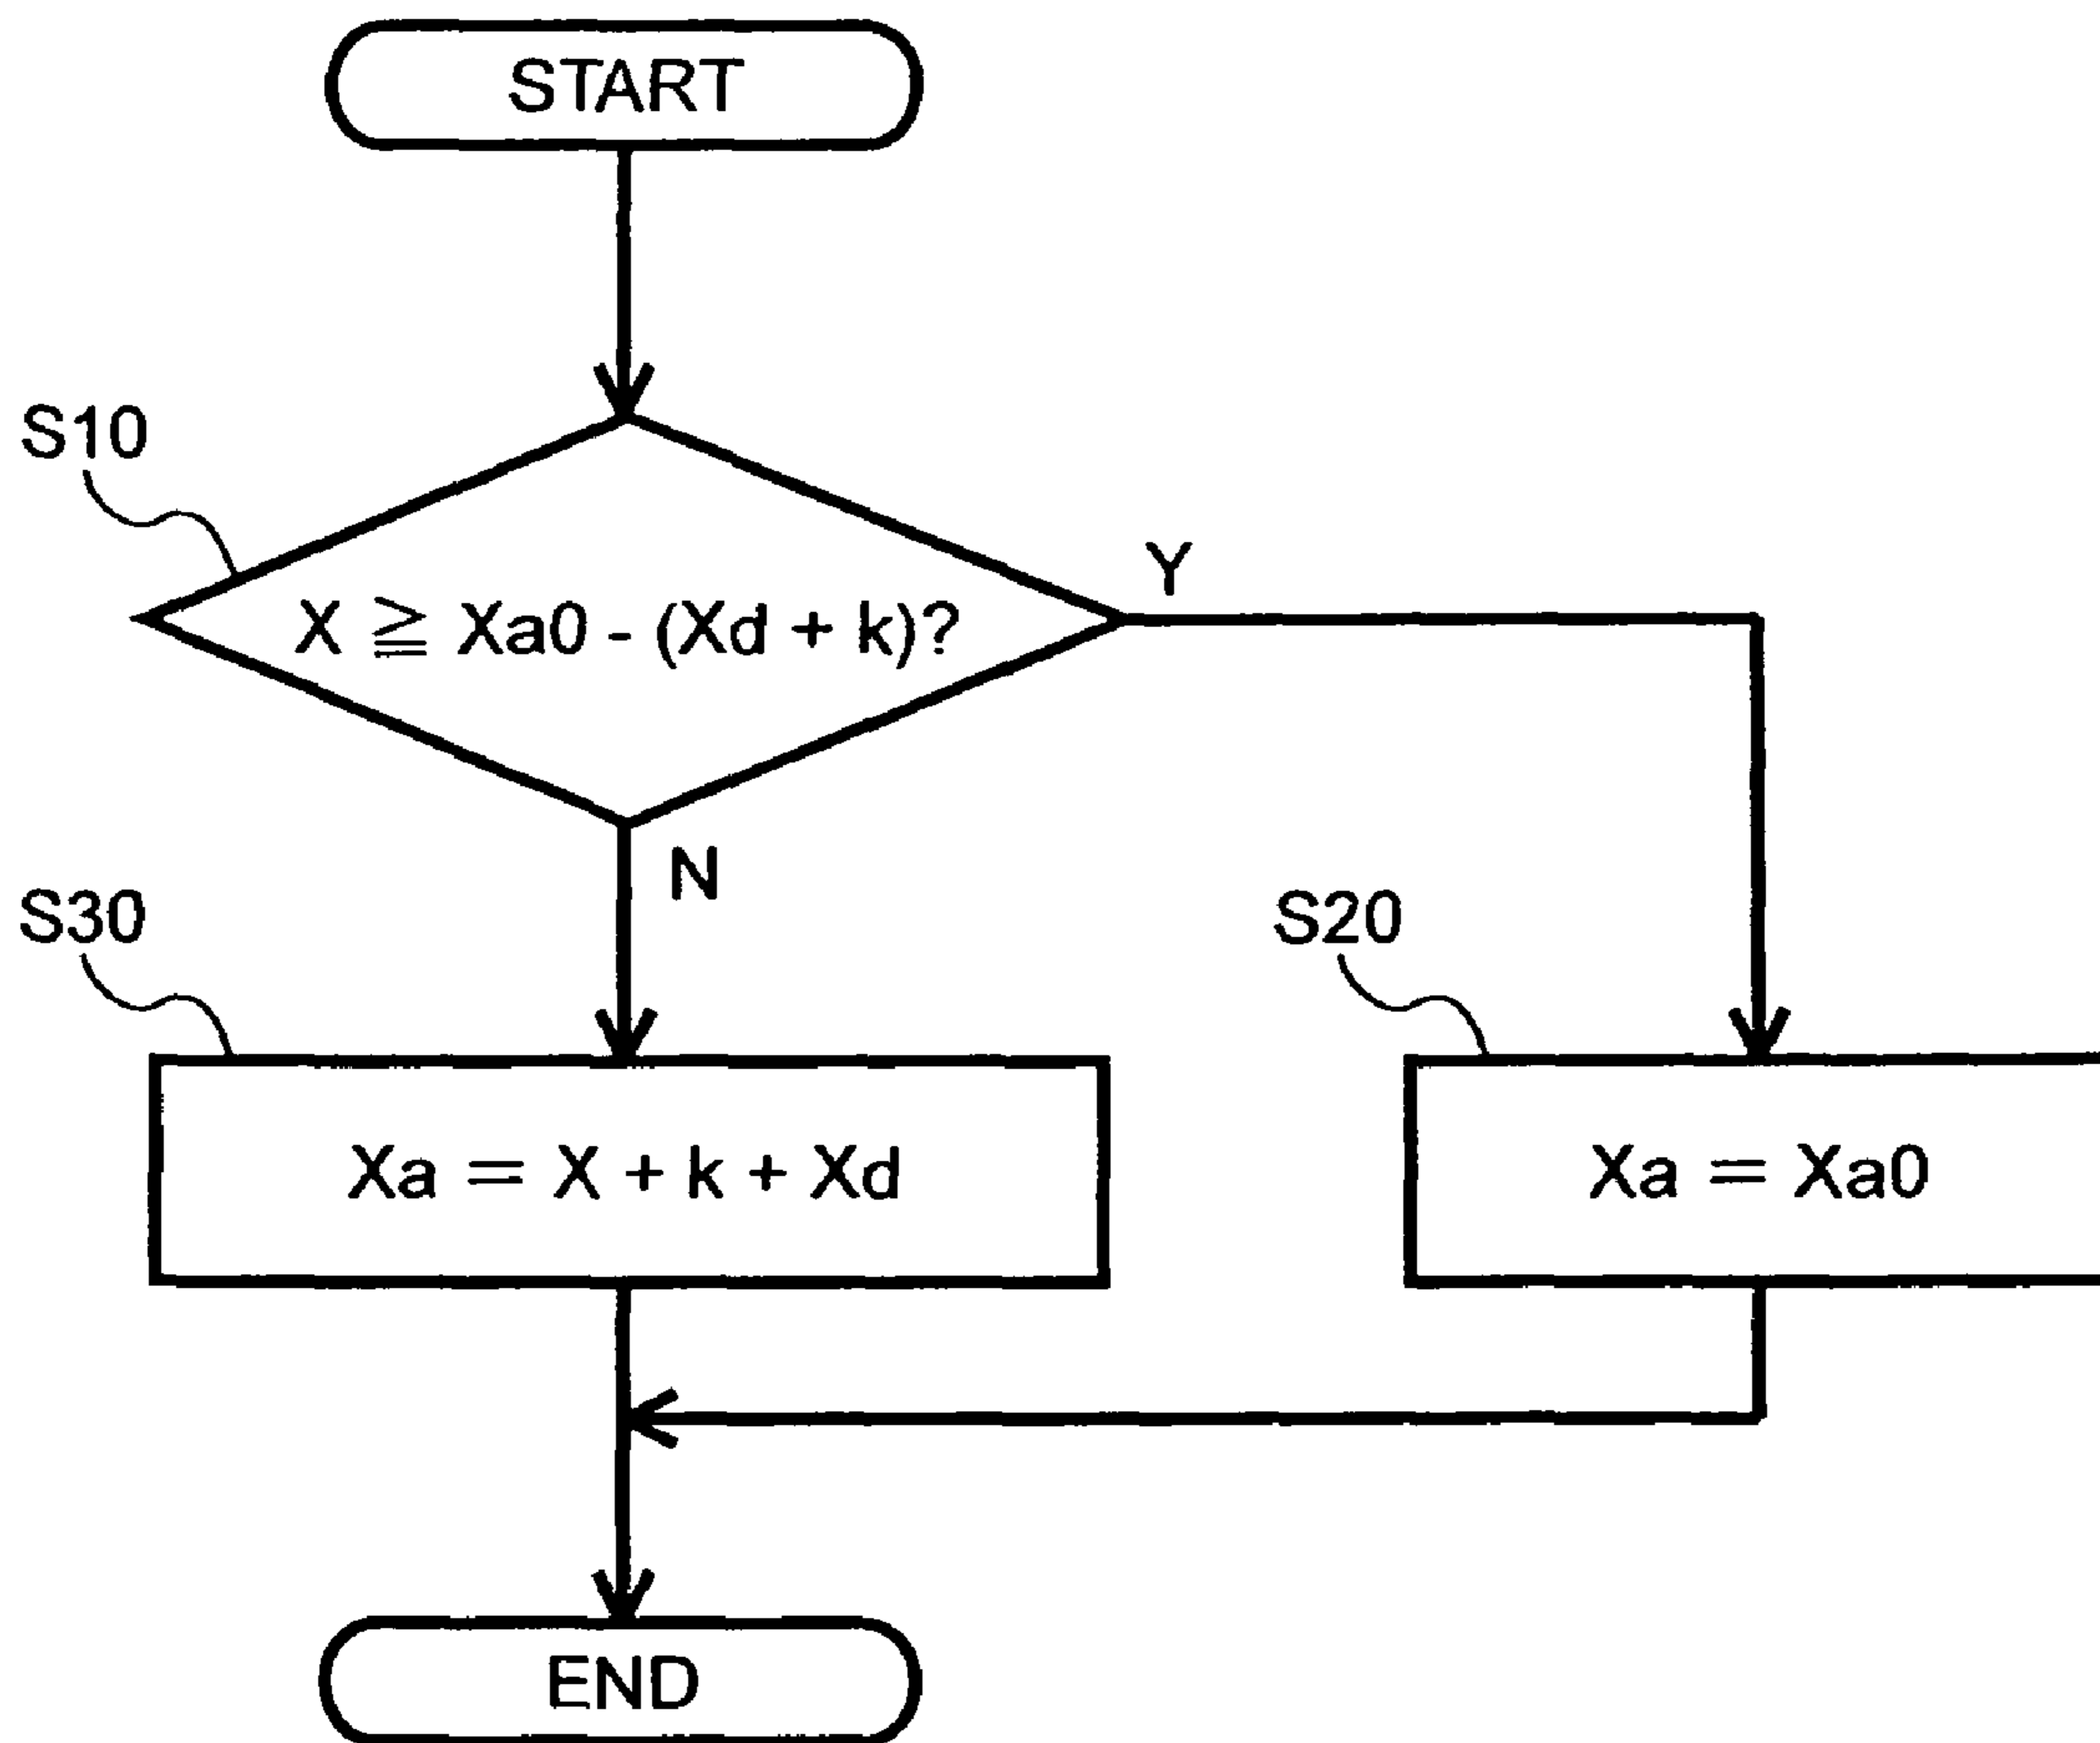 START
S10
X ≧ Xa0 - (Xd + k)?
Y
N
S30
Xa = X + k + Xd
S20
Xa = Xa0
END